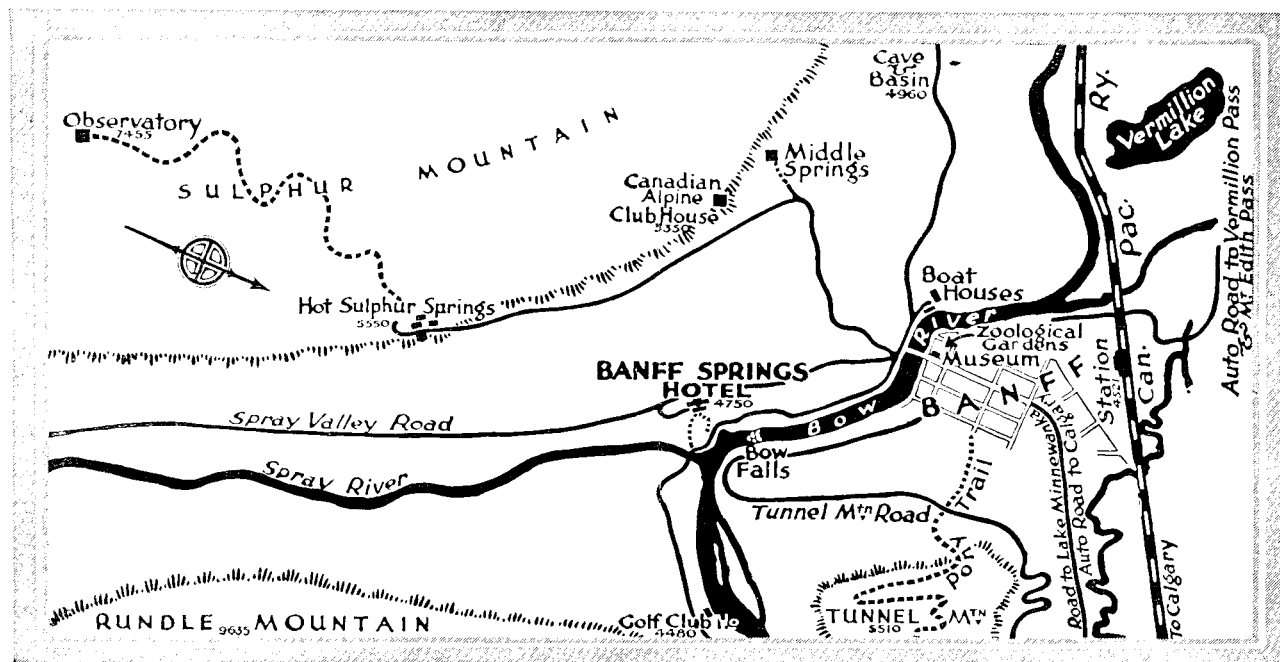 Cave
&
Basin
4960
Ry.
Vermillion
Lake
Observatory
7455
SULPHUR MOUNTAIN
Middle
Springs
Canadian
Alpine
Club House
5350
Pac.
Auto Road to Vermillion Pass
& Mt Edith Pass
Boat
Houses
Hot Sulphur Springs
5550
Zoological
Gardens
Museum
BANFF SPRINGS
HOTEL
4750
BANFF
Station
4521
Can.
Bow River
Spray Valley Road
Bow
Falls
Spray River
Tunnel Mtn Road
Pony Trail
Road to Lake Minnewanka
Auto Road to Calgary
To Calgary
RUNDLE 9635 MOUNTAIN
Golf Club Ho
4480
TUNNEL MTN
5510